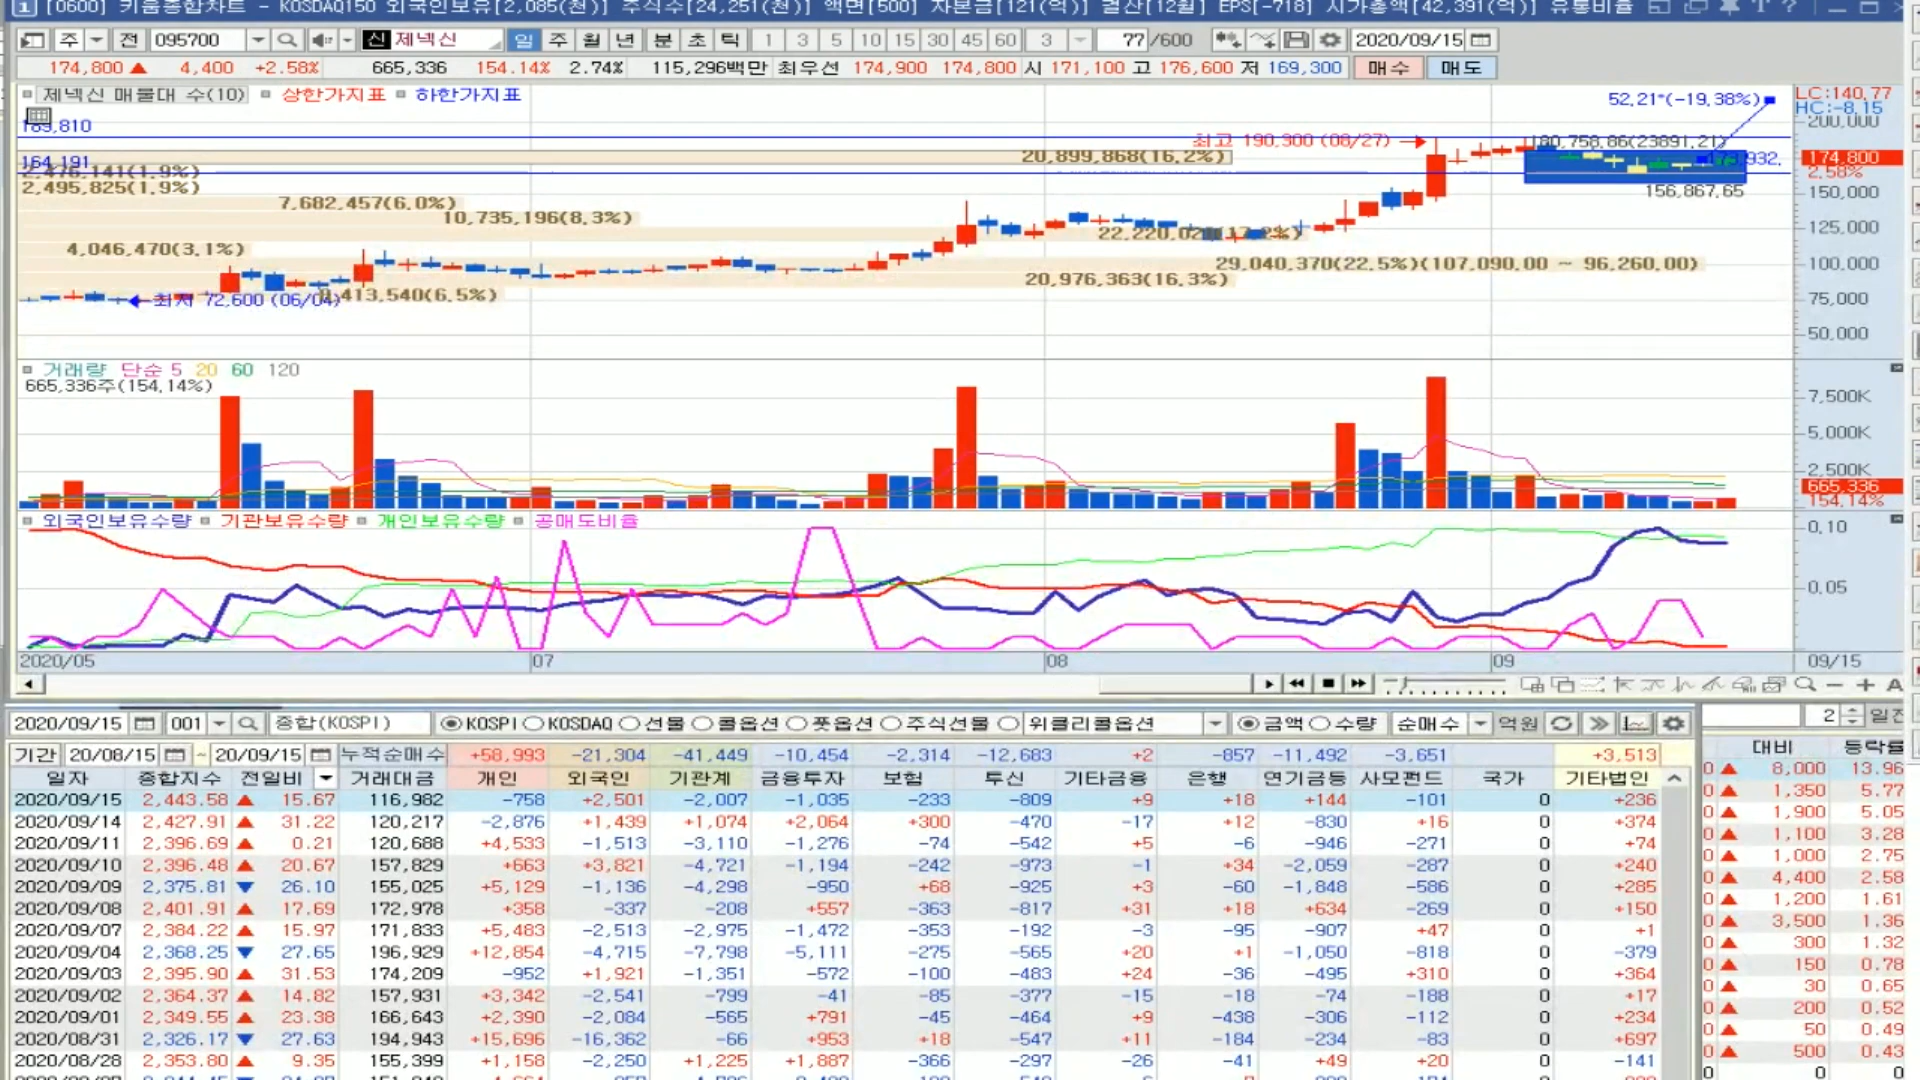 [0600] 키움종합차트 - KOSDAQ150 외국인보유[2,085(천)] 주식수[24,251(천)] 액면[500] 자본금[121(억)] 결산[12월] EPS[-718] 시가총액[42,391(억)] 유통비율
주 전 095700 신 제넥신 일 주 월 년 분 초 틱 1 3 5 10 15 30 45 60 3 77 /600 2020/09/15
174,800 ▲ 4,400 +2.58% 665,336 154.14% 2.74% 115,296백만 최우선 174,900 174,800 시 171,100 고 176,600 저 169,300 매수 매도
제넥신 매물대 수(10) 상한가지표 하한가지표
52.21°(-19.38%)
LC:140.77
HC:-8.15
200,000
189,810
최고 190,300 (08/27)
180,758.86(23891.21)
164,191
20,899,868(16.2%)
174,800
2.58%
2,476,141(1.9%)
2,495,825(1.9%)
156,867.65
150,000
7,682,457(6.0%)
10,735,196(8.3%)
125,000
4,046,470(3.1%)
29,040,370(22.5%)(107,090.00 ~ 96,260.00)
100,000
20,976,363(16.3%)
최저 72,600 (06/04)
75,000
50,000
거래량 단순 5 20 60 120
665,336주(154.14%)
7,500K
5,000K
2,500K
665,336
154.14%
외국인보유수량 기관보유수량 개인보유수량 공매도비율
0.10
0.05
2020/05 07 08 09 09/15
2020/09/15 001 종합(KOSPI) KOSPI KOSDAQ 선물 콜옵션 풋옵션 주식선물 위클리콜옵션 금액 수량 순매수 억원 2 일전
기간 20/08/15 ~ 20/09/15 누적순매수 +58,993 -21,304 -41,449 -10,454 -2,314 -12,683 +2 -857 -11,492 -3,651 +3,513 대비 등락률
일자 종합지수 전일비 거래대금 개인 외국인 기관계 금융투자 보험 투신 기타금융 은행 연기금등 사모펀드 국가 기타법인
2020/09/15 2,443.58 ▲ 15.67 116,982 -758 +2,501 -2,007 -1,035 -233 -809 +9 +18 +144 -101 0 +236
2020/09/14 2,427.91 ▲ 31.22 120,217 -2,876 +1,439 +1,074 +2,064 +300 -470 -17 +12 -830 +16 0 +374
2020/09/11 2,396.69 ▲ 0.21 120,688 +4,533 -1,513 -3,110 -1,276 -74 -542 +5 -6 -946 -271 0 +74
2020/09/10 2,396.48 ▲ 20.67 157,829 +663 +3,821 -4,721 -1,194 -242 -973 -1 +34 -2,059 -287 0 +240
2020/09/09 2,375.81 ▼ 26.10 155,025 +5,129 -1,136 -4,298 -950 +68 -925 +3 -60 -1,848 -586 0 +285
2020/09/08 2,401.91 ▲ 17.69 172,978 +358 -337 -208 +557 -363 -817 +31 +18 +634 -269 0 +150
2020/09/07 2,384.22 ▲ 15.97 171,833 +5,483 -2,513 -2,975 -1,472 -353 -192 -3 -95 -907 +47 0 +1
2020/09/04 2,368.25 ▼ 27.65 196,929 +12,854 -4,715 -7,798 -5,111 -275 -565 +20 +1 -1,050 -818 0 -379
2020/09/03 2,395.90 ▲ 31.53 174,209 -952 +1,921 -1,351 -572 -100 -483 +24 -36 -495 +310 0 +364
2020/09/02 2,364.37 ▲ 14.82 157,931 +3,342 -2,541 -799 -41 -85 -377 -15 -18 -74 -188 0 +17
2020/09/01 2,349.55 ▲ 23.38 166,643 +2,390 -2,084 -565 +791 -45 -464 +9 -438 -306 -112 0 +234
2020/08/31 2,326.17 ▼ 27.63 194,943 +15,696 -16,362 -66 +953 +18 -547 +11 -184 -234 -83 0 +697
2020/08/28 2,353.80 ▲ 9.35 155,399 +1,158 -2,250 +1,225 +1,887 -366 -297 -26 -41 +49 +20 0 -141
0 ▲ 8,000 13.96
0 ▲ 1,350 5.77
0 ▲ 1,900 5.05
0 ▲ 1,100 3.28
0 ▲ 1,000 2.75
0 ▲ 4,400 2.58
0 ▲ 1,200 1.61
0 ▲ 3,500 1.36
0 ▲ 300 1.32
0 ▲ 150 0.78
0 ▲ 30 0.65
0 ▲ 200 0.52
0 ▲ 50 0.49
0 ▲ 500 0.43
0 0 0